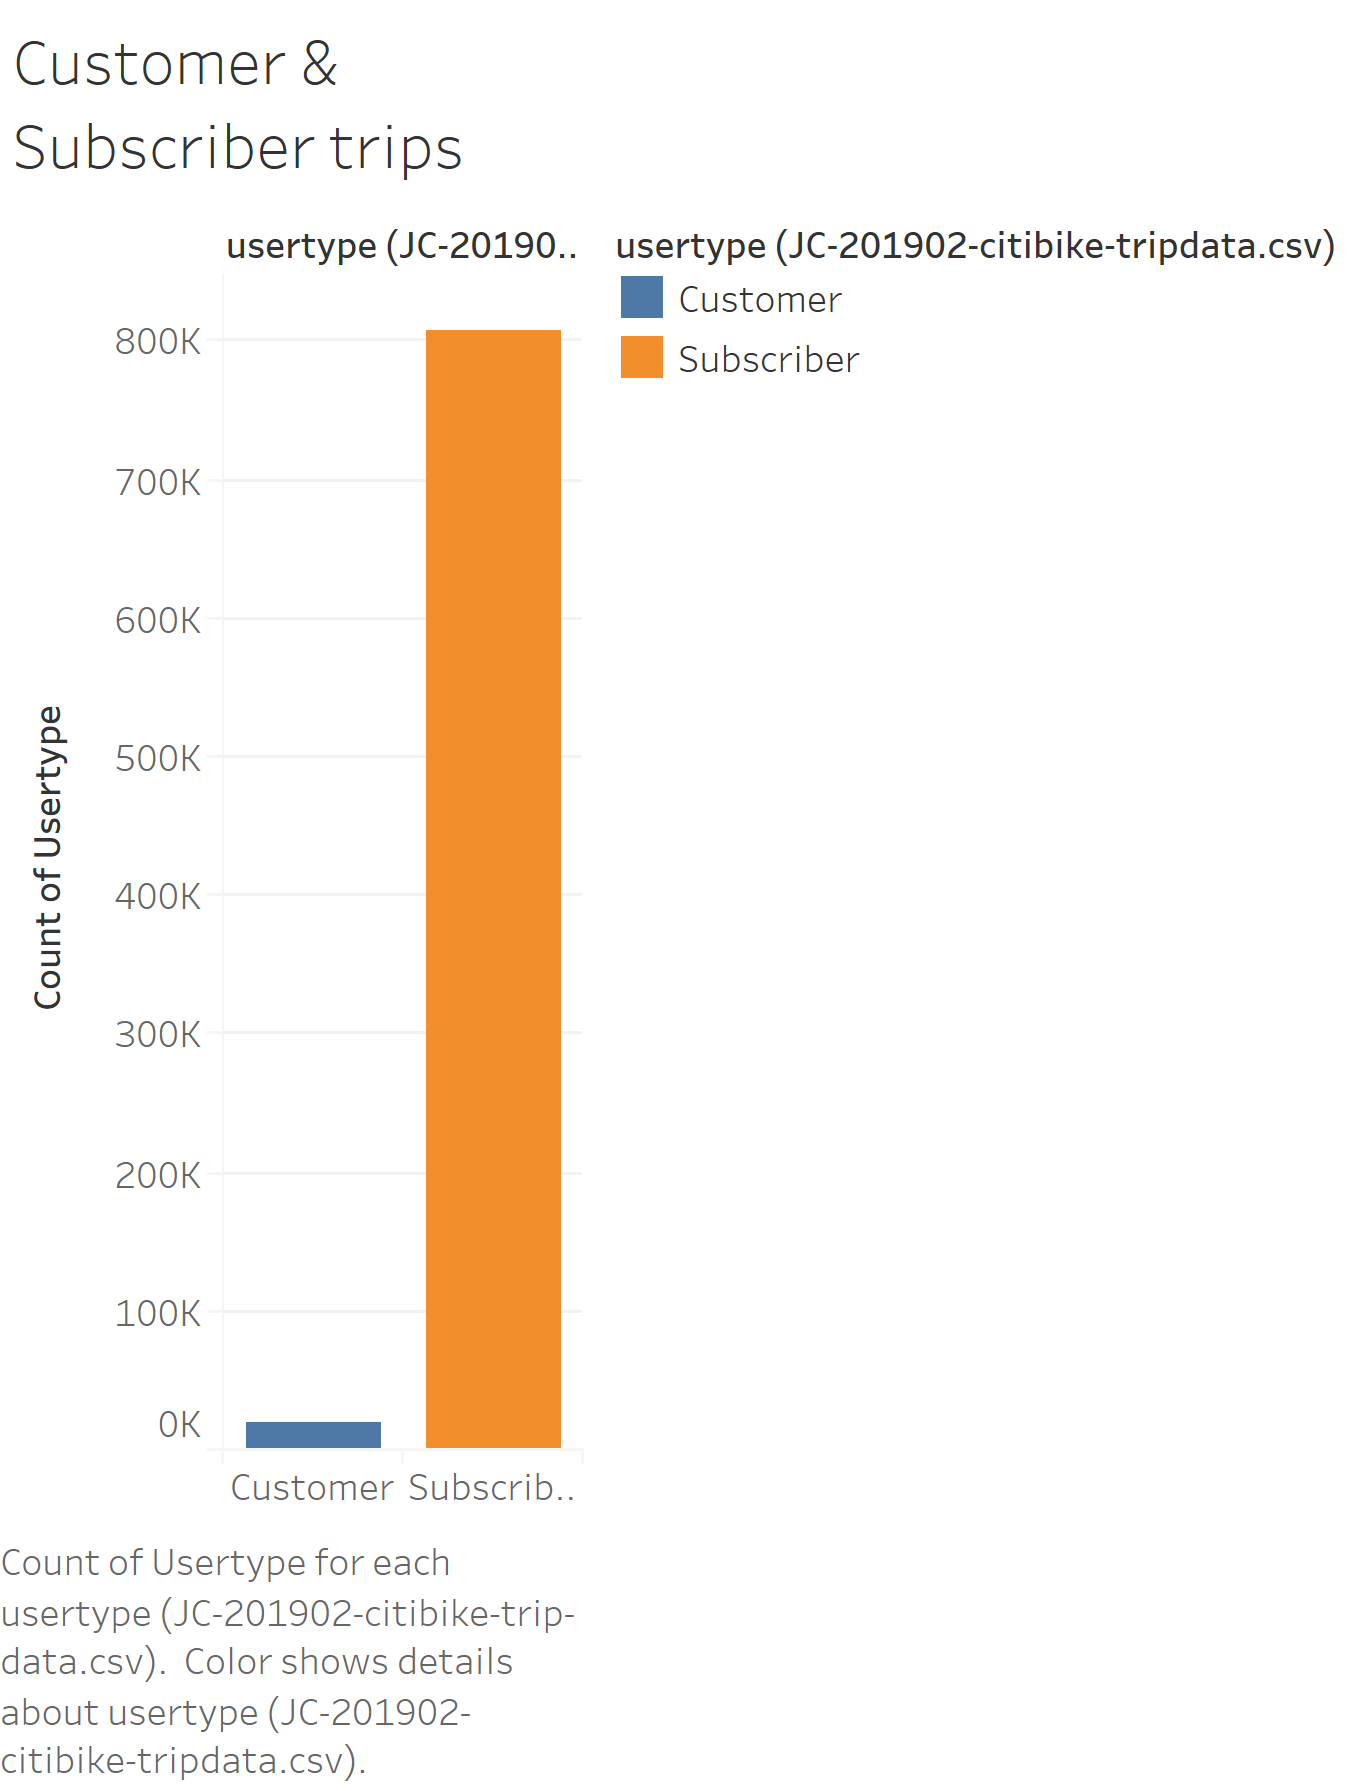 Customer &
Subscriber trips
usertype (JC-20190..
usertype (JC-201902-citibike-tripdata.csv)
Customer
Subscriber
800K
700K
600K
500K
400K
300K
200K
100K
0K
Count of Usertype
Customer
Subscrib..
Count of Usertype for each
usertype (JC-201902-citibike-trip-
data.csv).  Color shows details
about usertype (JC-201902-
citibike-tripdata.csv).